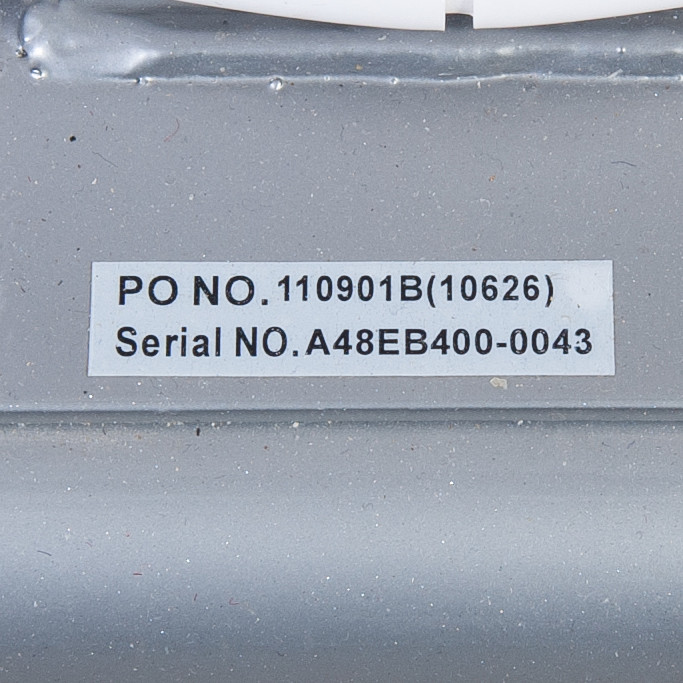 PO NO. 110901B(10626)
Serial NO. A48EB400-0043